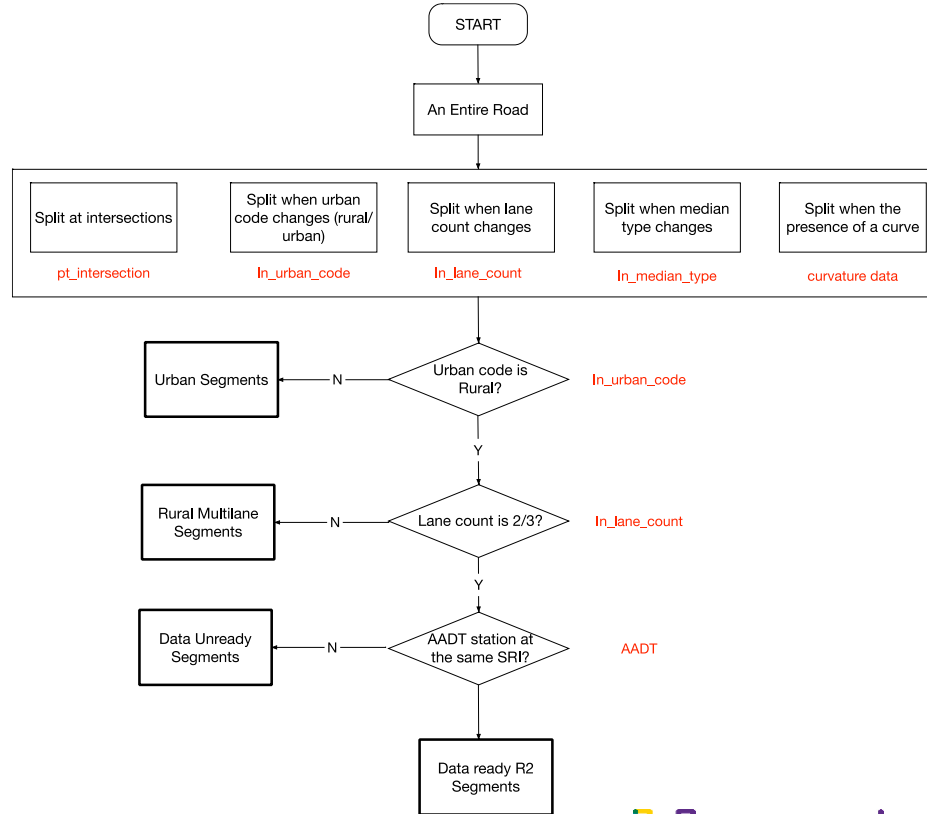 START
An Entire Road
Split at intersections
pt_intersection
Split when urban
code changes (rural/
urban)
ln_urban_code
Split when lane
count changes
ln_lane_count
Split when median
type changes
ln_median_type
Split when the
presence of a curve
curvature data
Urban code is
Rural?
ln_urban_code
N
Urban Segments
Y
Lane count is 2/3?
ln_lane_count
N
Rural Multilane
Segments
Y
AADT station at
the same SRI?
AADT
N
Data Unready
Segments
Data ready R2
Segments